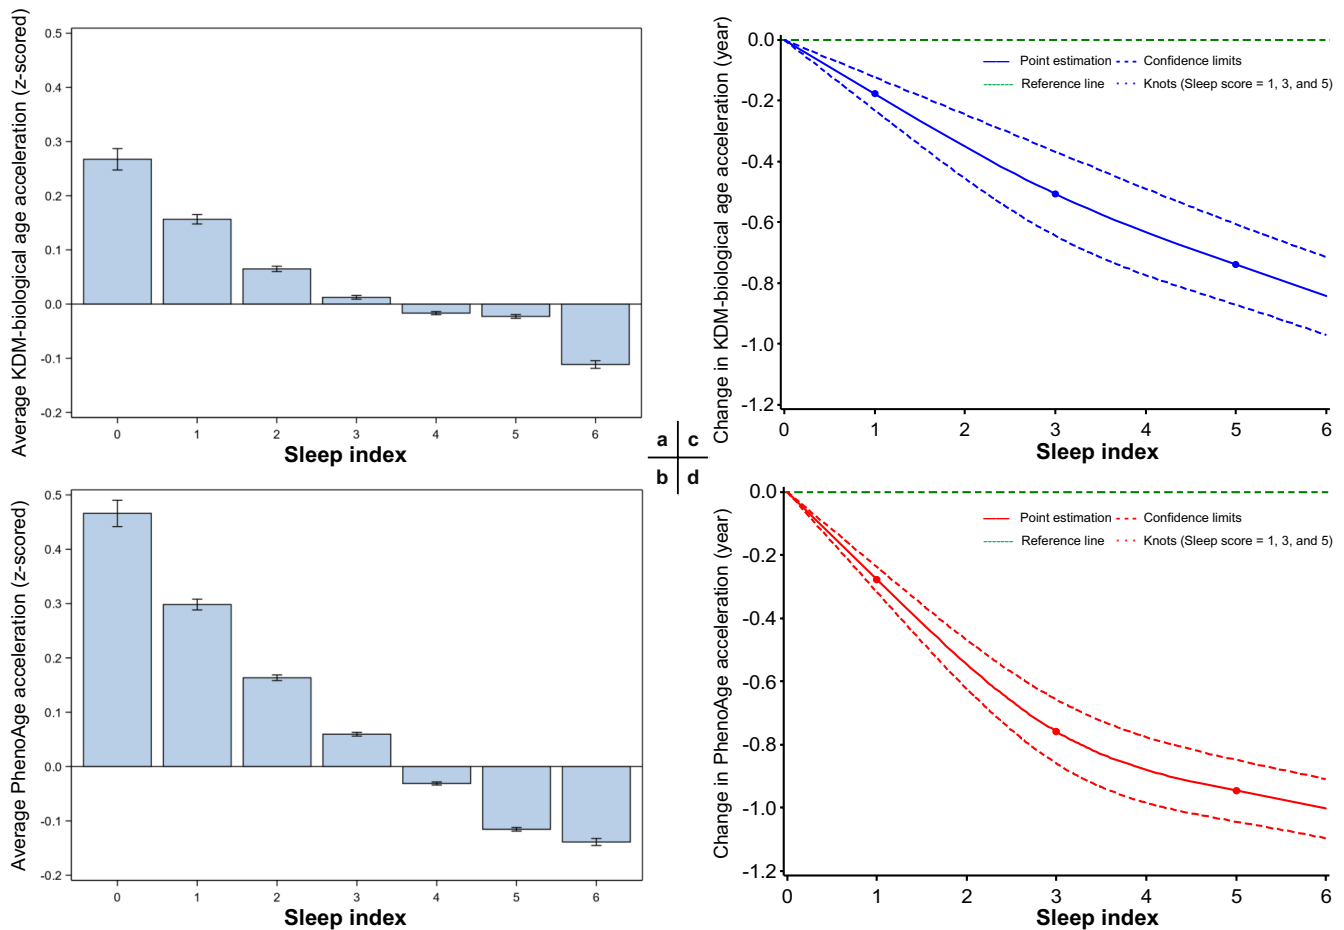 Average KDM-biological age acceleration (z-scored)
0.5
0.4
0.3
0.2
0.1
0.0
-0.1
-0.2
0 1 2 3 4 5 6
Sleep index
Change in KDM-biological age acceleration (year)
0.0
-0.2
-0.4
-0.6
-0.8
-1.0
-1.2
Point estimation
Confidence limits
Reference line
Knots (Sleep score = 1, 3, and 5)
0 1 2 3 4 5 6
Sleep index
a c
b d
Average PhenoAge acceleration (z-scored)
0.5
0.4
0.3
0.2
0.1
0.0
-0.1
-0.2
0 1 2 3 4 5 6
Sleep index
Change in PhenoAge acceleration (year)
0.0
-0.2
-0.4
-0.6
-0.8
-1.0
-1.2
Point estimation
Confidence limits
Reference line
Knots (Sleep score = 1, 3, and 5)
0 1 2 3 4 5 6
Sleep index